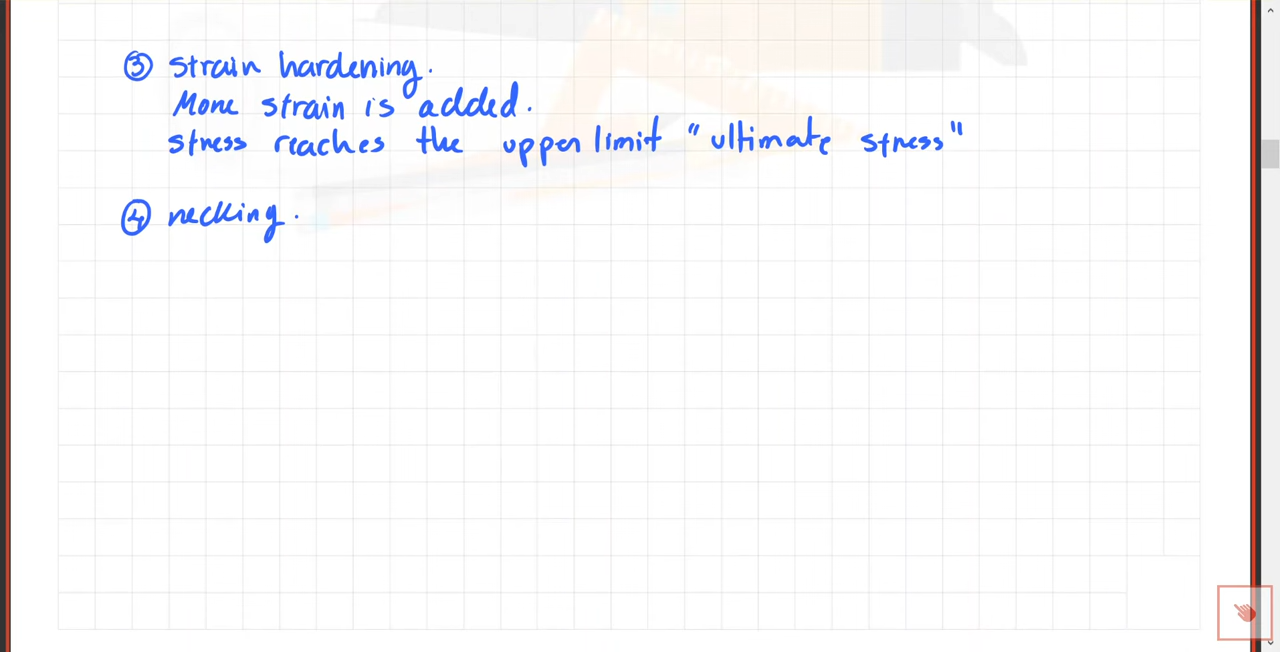 ③ strain hardening.
More strain is added.
stress reaches the upper limit "ultimate stress"
④ necking.